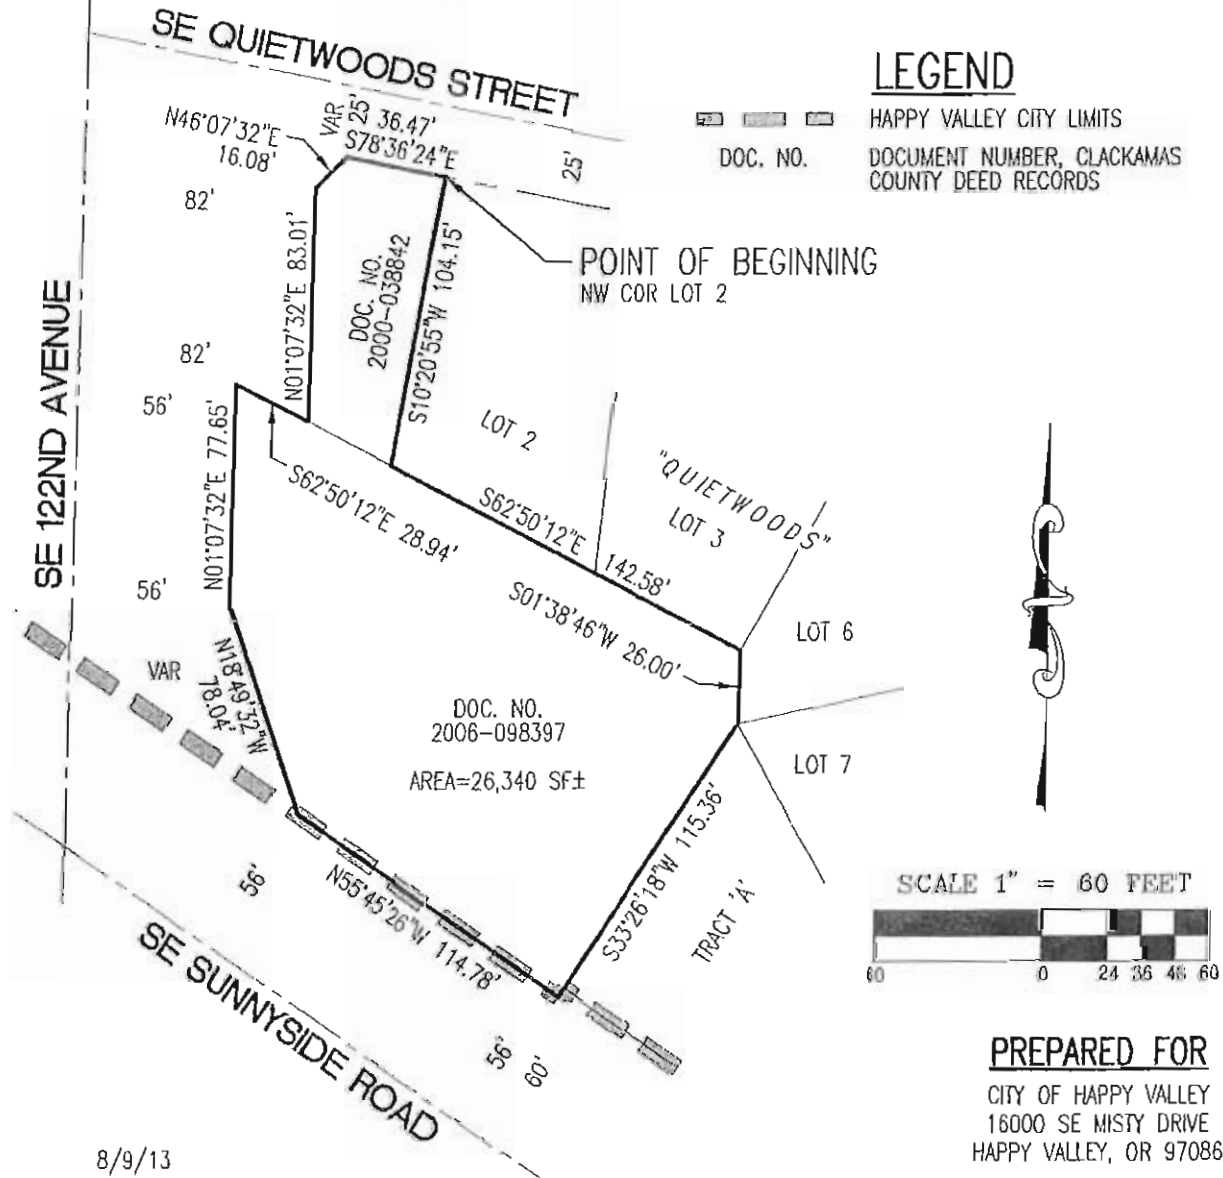 SE QUIETWOODS STREET
LEGEND
HAPPY VALLEY CITY LIMITS
DOC. NO.
DOCUMENT NUMBER, CLACKAMAS
COUNTY DEED RECORDS
N46°07'32"E
16.08'
VAR
25'
36.47'
S78°36'24"E
25'
82'
POINT OF BEGINNING
NW COR LOT 2
N01°07'32"E 83.01'
DOC. NO.
2000-038842
S10°20'55"W 104.15'
SE 122ND AVENUE
82'
56'
N01°07'32"E 77.65'
LOT 2
"QUIETWOODS"
LOT 3
S62°50'12"E 28.94'
S62°50'12"E
142.58'
S01°38'46"W 26.00'
56'
LOT 6
VAR
N18°49'32"W
78.04'
DOC. NO.
2006-098397
AREA=26,340 SF±
LOT 7
S33°26'18"W 115.36'
TRACT 'A'
56'
N55°45'26"W 114.78'
SE SUNNYSIDE ROAD
56'
60'
SCALE 1" = 60 FEET
0
24
36
48
60
PREPARED FOR
CITY OF HAPPY VALLEY
16000 SE MISTY DRIVE
HAPPY VALLEY, OR 97086
8/9/13